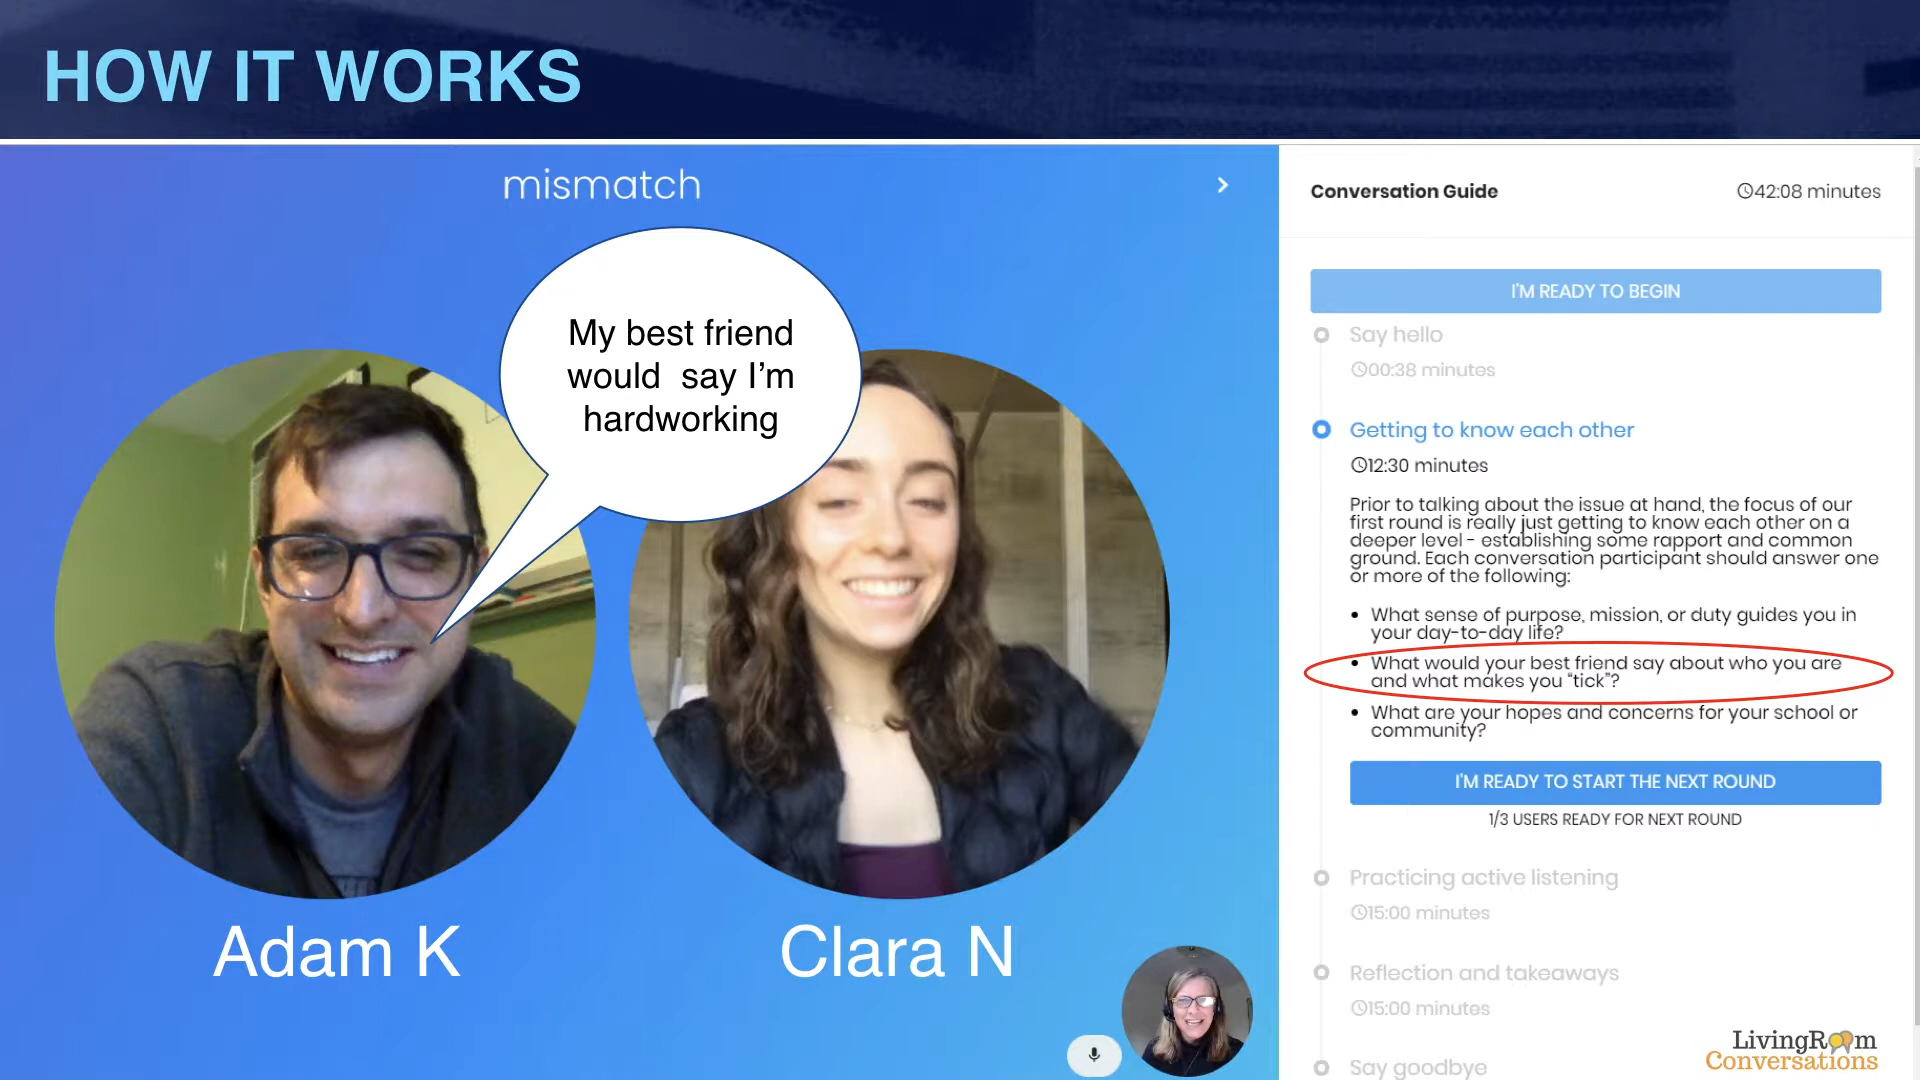 HOW IT WORKS
mismatch
My best friend
would say I'm
hardworking
Adam K
Clara N
Conversation Guide
42:08 minutes
I'M READY TO BEGIN
Say hello
00:38 minutes
Getting to know each other
12:30 minutes
Prior to talking about the issue at hand, the focus of our
first round is really just getting to know each other on a
deeper level - establishing some rapport and common
ground. Each conversation participant should answer one
or more of the following:
• What sense of purpose, mission, or duty guides you in
your day-to-day life?
• What would your best friend say about who you are
and what makes you "tick"?
• What are your hopes and concerns for your school or
community?
I'M READY TO START THE NEXT ROUND
1/3 USERS READY FOR NEXT ROUND
Practicing active listening
15:00 minutes
Reflection and takeaways
15:00 minutes
Say goodbye
LivingRoom
Conversations